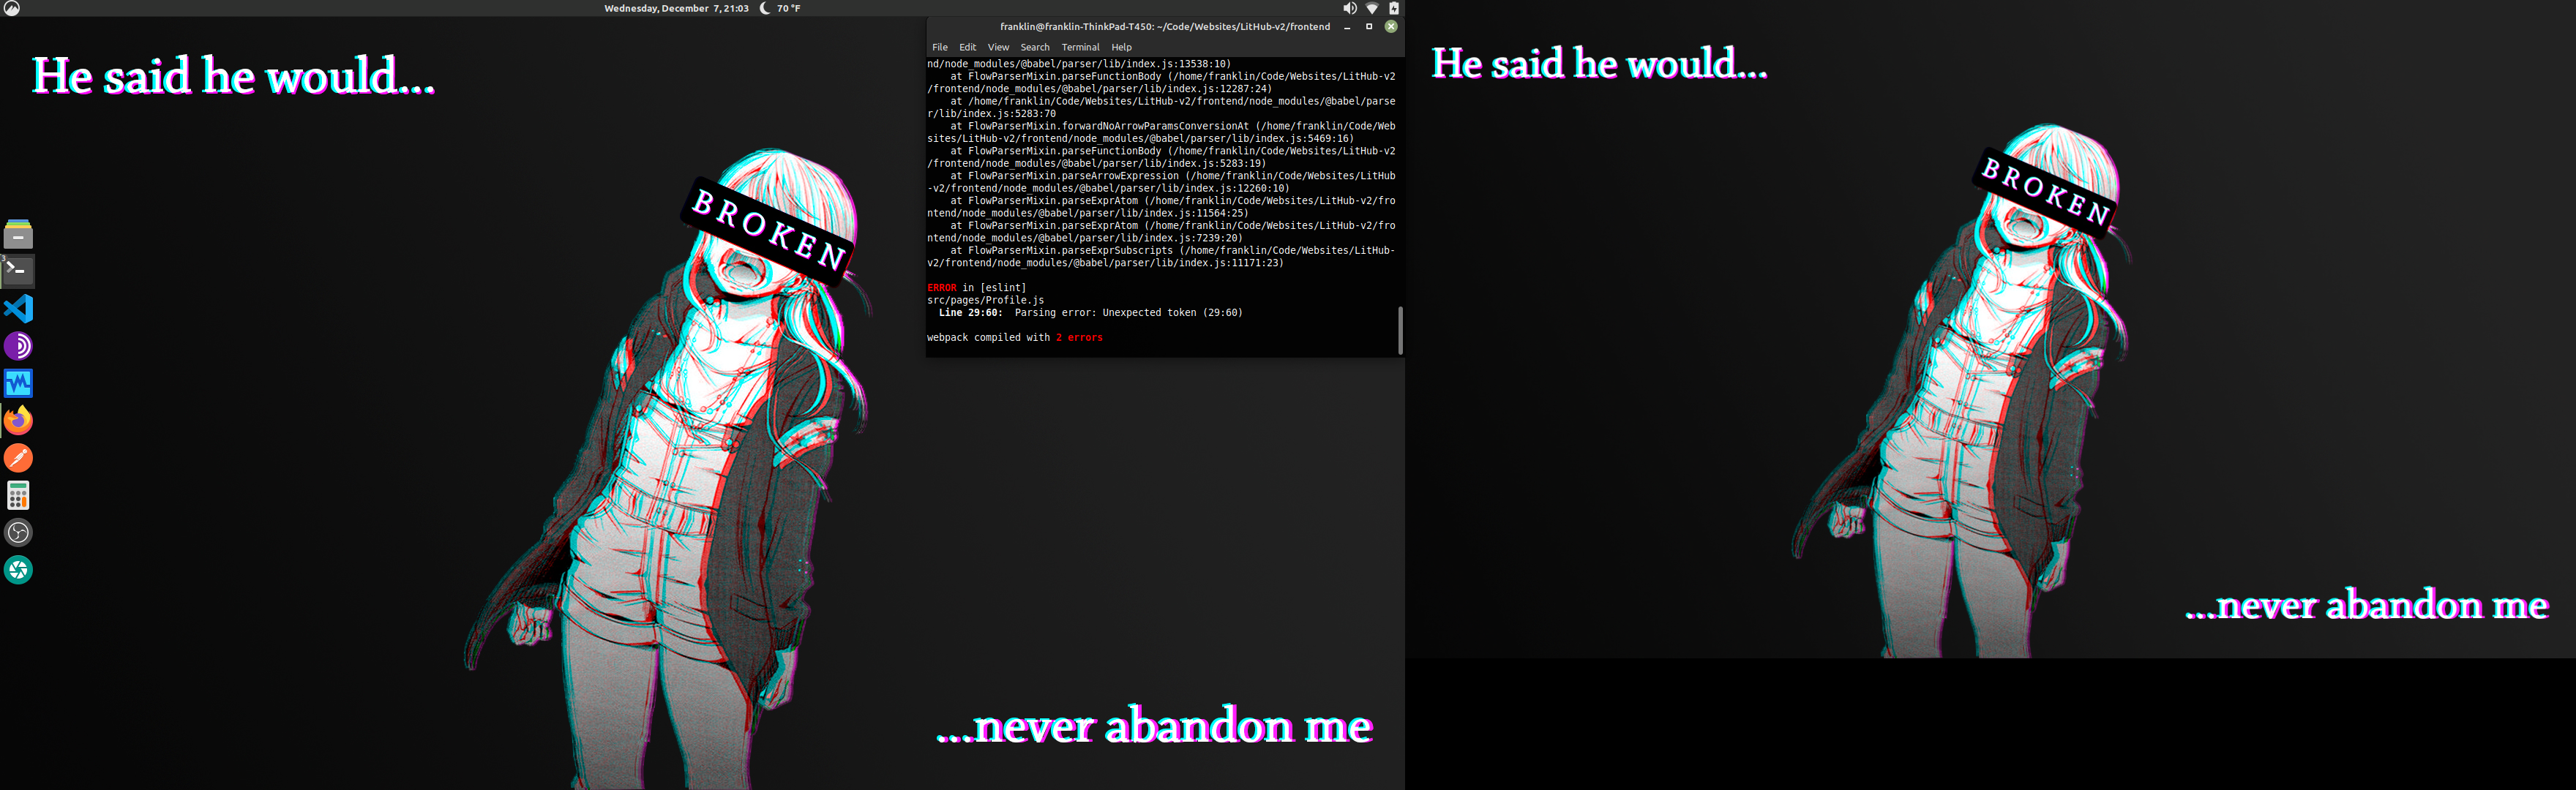 Wednesday, December 7, 21:03 70 °F
He said he would...
BROKEN
...never abandon me
franklin@franklin-ThinkPad-T450: ~/Code/Websites/LitHub-v2/frontend
File Edit View Search Terminal Help
nd/node_modules/@babel/parser/lib/index.js:13538:10)
at FlowParserMixin.parseFunctionBody (/home/franklin/Code/Websites/LitHub-v2
/frontend/node_modules/@babel/parser/lib/index.js:12287:24)
at /home/franklin/Code/Websites/LitHub-v2/frontend/node_modules/@babel/parse
r/lib/index.js:5283:70
at FlowParserMixin.forwardNoArrowParamsConversionAt (/home/franklin/Code/Web
sites/LitHub-v2/frontend/node_modules/@babel/parser/lib/index.js:5469:16)
at FlowParserMixin.parseFunctionBody (/home/franklin/Code/Websites/LitHub-v2
/frontend/node_modules/@babel/parser/lib/index.js:5283:19)
at FlowParserMixin.parseArrowExpression (/home/franklin/Code/Websites/LitHub
-v2/frontend/node_modules/@babel/parser/lib/index.js:12260:10)
at FlowParserMixin.parseExprAtom (/home/franklin/Code/Websites/LitHub-v2/fro
ntend/node_modules/@babel/parser/lib/index.js:11564:25)
at FlowParserMixin.parseExprAtom (/home/franklin/Code/Websites/LitHub-v2/fro
ntend/node_modules/@babel/parser/lib/index.js:7239:20)
at FlowParserMixin.parseExprSubscripts (/home/franklin/Code/Websites/LitHub-
v2/frontend/node_modules/@babel/parser/lib/index.js:11171:23)
ERROR in [eslint]
src/pages/Profile.js
Line 29:60: Parsing error: Unexpected token (29:60)
webpack compiled with 2 errors
3
He said he would...
BROKEN
...never abandon me